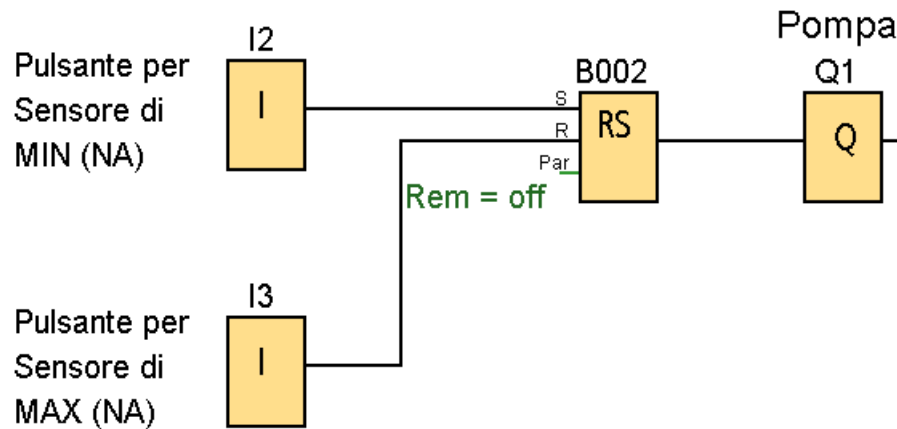 Pompa
I2
Pulsante per
Sensore di
MIN (NA)
I
B002
S
R
Par
RS
Q1
Q
Rem = off
I3
Pulsante per
Sensore di
MAX (NA)
I